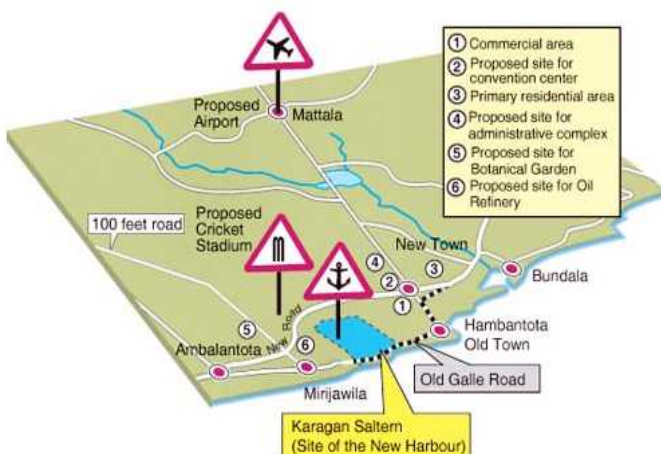 ① Commercial area
② Proposed site for
convention center
③ Primary residential area
④ Proposed site for
administrative complex
⑤ Proposed site for
Botanical Garden
⑥ Proposed site for Oil
Refinery
Proposed
Airport
Mattala
100 feet road
Proposed
Cricket
Stadium
New Town
④
③
②
①
Bundala
⑤
New Road
⑥
Ambalantota
Hambantota
Old Town
Mirijawila
Old Galle Road
Karagan Saltern
(Site of the New Harbour)